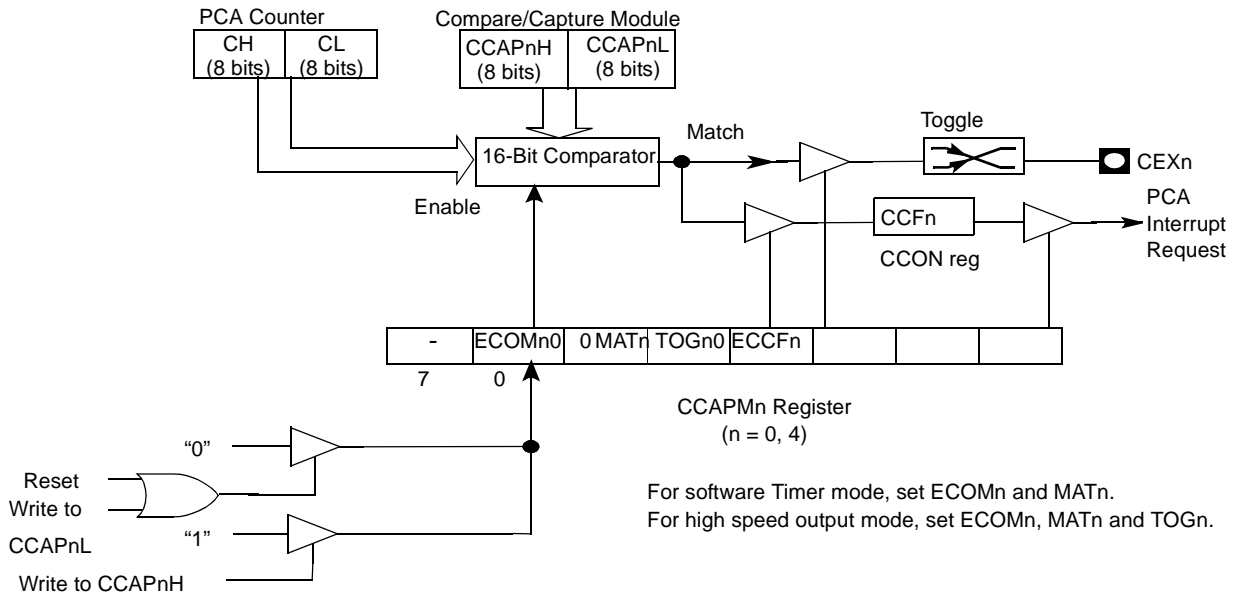 PCA Counter
CH
(8 bits)
CL
(8 bits)
Compare/Capture Module
CCAPnH
(8 bits)
CCAPnL
(8 bits)
16-Bit Comparator
Match
Toggle
CEXn
Enable
CCFn
CCON reg
PCA
Interrupt
Request
- ECOMn0 0 MATn TOGn0 ECCFn
7 0
CCAPMn Register
(n = 0, 4)
“0”
Reset
Write to
CCAPnL
“1”
Write to CCAPnH
For software Timer mode, set ECOMn and MATn.
For high speed output mode, set ECOMn, MATn and TOGn.